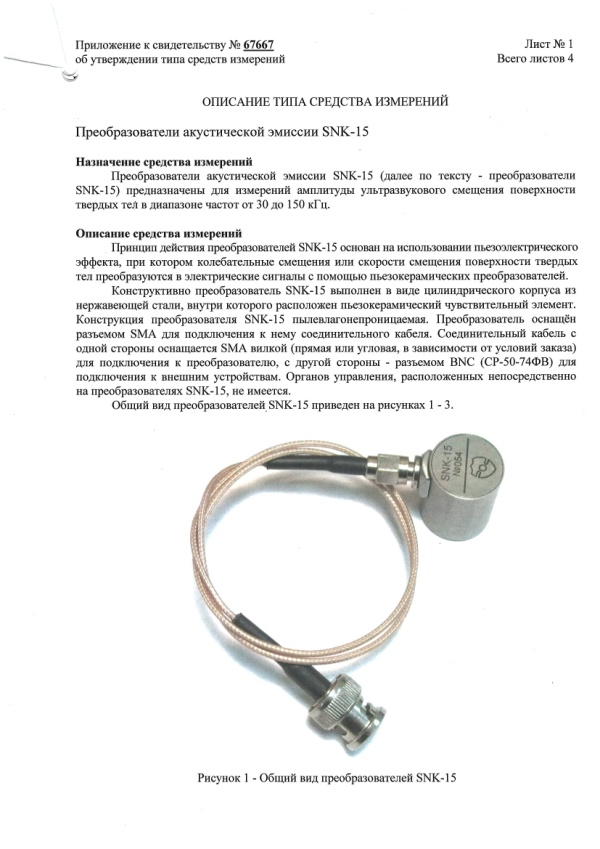 Приложение к свидетельству № 67667
об утверждении типа средств измерений
Лист № 1
Всего листов 4
ОПИСАНИЕ ТИПА СРЕДСТВА ИЗМЕРЕНИЙ
Преобразователи акустической эмиссии SNK-15
Назначение средства измерений
Преобразователи акустической эмиссии SNK-15 (далее по тексту - преобразователи
SNK-15) предназначены для измерений амплитуды ультразвукового смещения поверхности
твердых тел в диапазоне частот от 30 до 150 кГц.
Описание средства измерений
Принцип действия преобразователей SNK-15 основан на использовании пьезоэлектрического
эффекта, при котором колебательные смещения или скорости смещения поверхности твердых
тел преобразуются в электрические сигналы с помощью пьезокерамических преобразователей.
Конструктивно преобразователь SNK-15 выполнен в виде цилиндрического корпуса из
нержавеющей стали, внутри которого расположен пьезокерамический чувствительный элемент.
Конструкция преобразователя SNK-15 пылевлагонепроницаемая. Преобразователь оснащён
разъемом SMA для подключения к нему соединительного кабеля. Соединительный кабель с
одной стороны оснащается SMA вилкой (прямая или угловая, в зависимости от условий заказа)
для подключения к преобразователю, с другой стороны - разъемом BNC (СР-50-74ФВ) для
подключения к внешним устройствам. Органов управления, расположенных непосредственно
на преобразователях SNK-15, не имеется.
Общий вид преобразователей SNK-15 приведен на рисунках 1 - 3.
SNK-15
№054
Рисунок 1 - Общий вид преобразователей SNK-15